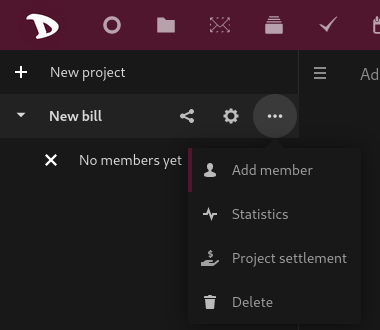 New project
New bill
No members yet
Add member
Statistics
Project settlement
Delete
Ad